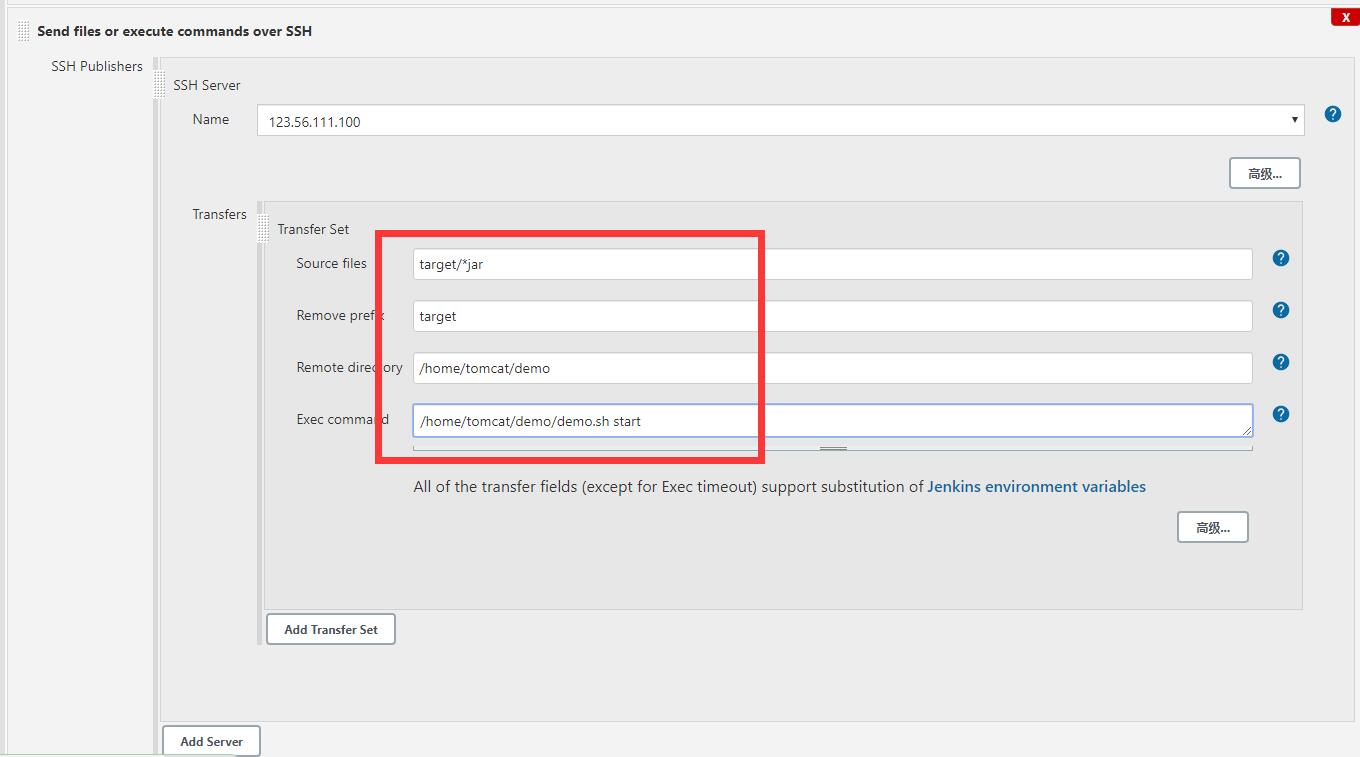 Send files or execute commands over SSH
X
SSH Publishers
SSH Server
Name
123.56.111.100
高级...
Transfers
Transfer Set
Source files
target/*jar
Remove prefix
target
Remote directory
/home/tomcat/demo
Exec command
/home/tomcat/demo/demo.sh start
All of the transfer fields (except for Exec timeout) support substitution of Jenkins environment variables
高级...
Add Transfer Set
Add Server